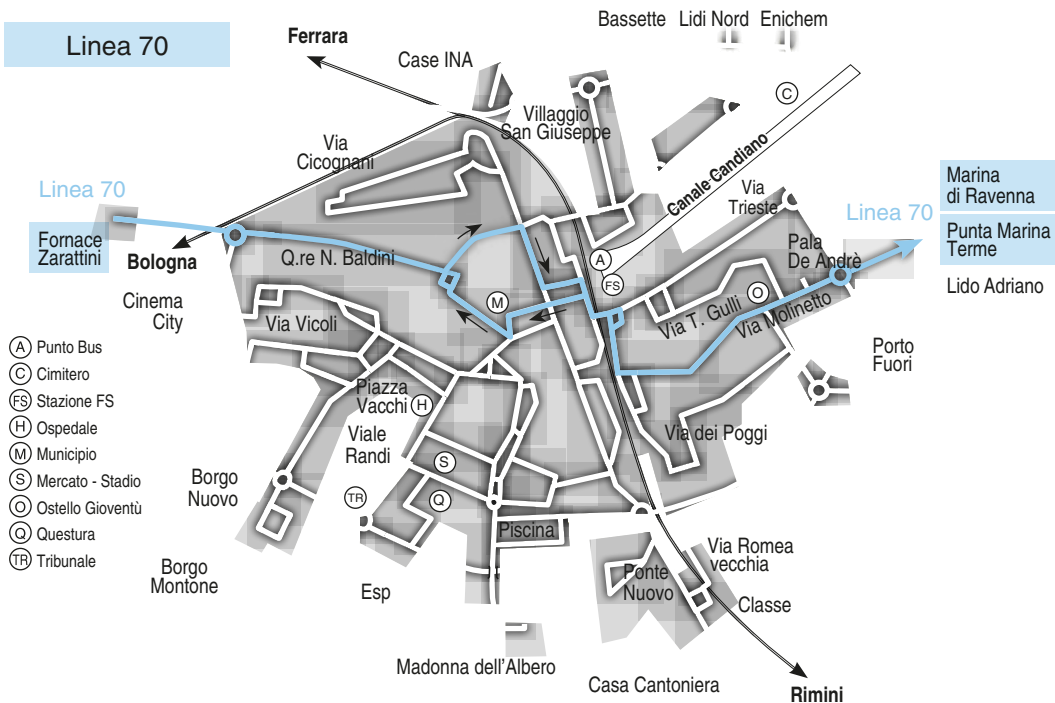 Linea 70
Ferrara
Bassette
Lidi Nord
Enichem
Case INA
C
Villaggio
San Giuseppe
Via
Cicognani
Canale Candiano
Via
Trieste
Marina
di Ravenna
Linea 70
Linea 70
Punta Marina
Terme
Fornace
Zarattini
Bologna
Q.re N. Baldini
A
FS
Pala
De Andrè
Lido Adriano
Cinema
City
M
O
Via T. Gulli
Via Molinetto
Via Vicoli
Porto
Fuori
A Punto Bus
C Cimitero
FS Stazione FS
H Ospedale
M Municipio
S Mercato - Stadio
O Ostello Gioventù
Q Questura
TR Tribunale
Piazza
Vacchi
H
Viale
Randi
Via dei Poggi
S
Borgo
Nuovo
TR
Q
Piscina
Via Romea
vecchia
Borgo
Montone
Esp
Ponte
Nuovo
Classe
Madonna dell'Albero
Casa Cantoniera
Rimini